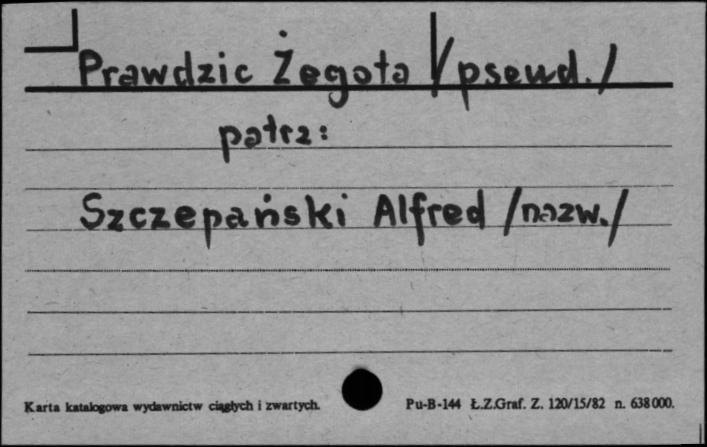 Prawdzic Żegota /pseud./
patrz:
Szczepański Alfred /nazw./
Karta katalogowa wydawnictw ciągłych i zwartych. Pu-B-144 Ł.Z.Graf. Z. 120/15/82 n. 638 000.